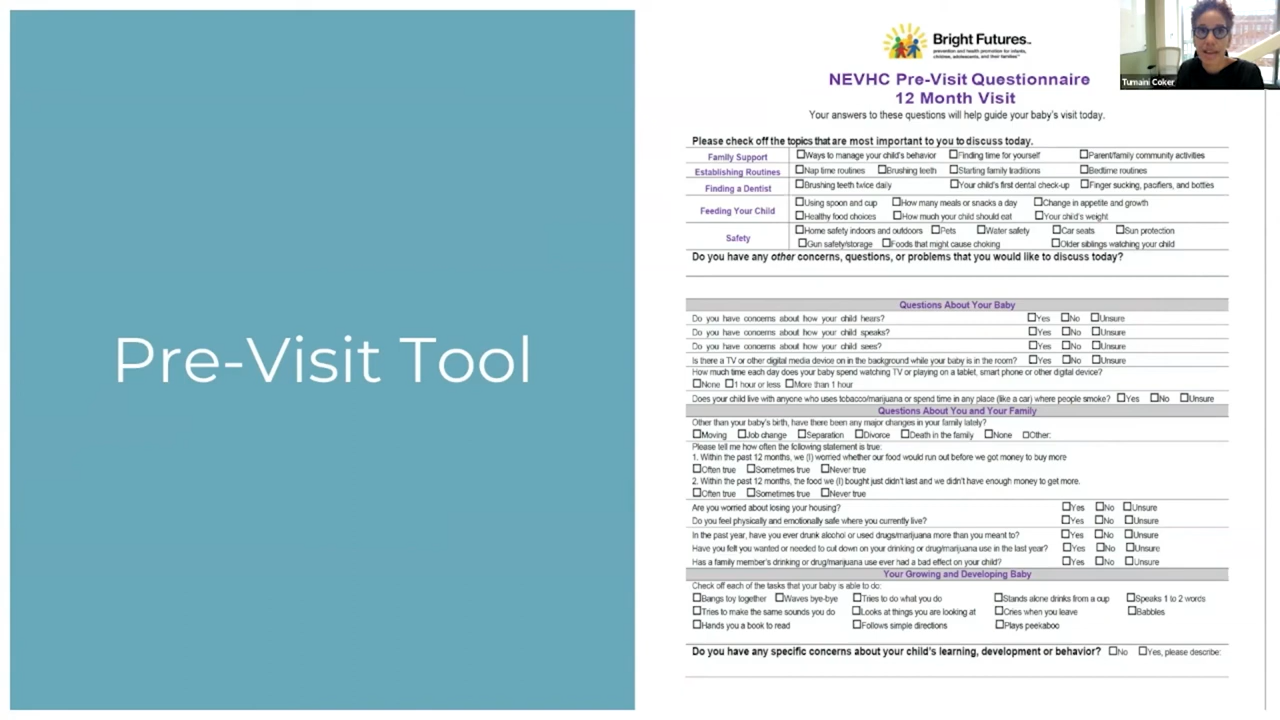 Pre-Visit Tool
Bright Futures™
prevention and health promotion for infants,
children, adolescents, and their families™
Tumaini Coker
NEVHC Pre-Visit Questionnaire
12 Month Visit
Your answers to these questions will help guide your baby's visit today.
Please check off the topics that are most important to you to discuss today.
Family Support ☐Ways to manage your child's behavior ☐Finding time for yourself ☐Parent/family community activities
Establishing Routines ☐Nap time routines ☐Brushing teeth ☐Starting family traditions ☐Bedtime routines
Finding a Dentist ☐Brushing teeth twice daily ☐Your child's first dental check-up ☐Finger sucking, pacifiers, and bottles
Feeding Your Child ☐Using spoon and cup ☐How many meals or snacks a day ☐Change in appetite and growth
☐Healthy food choices ☐How much your child should eat ☐Your child's weight
Safety ☐Home safety indoors and outdoors ☐Pets ☐Water safety ☐Car seats ☐Sun protection
☐Gun safety/storage ☐Foods that might cause choking ☐Older siblings watching your child
Do you have any other concerns, questions, or problems that you would like to discuss today?
Questions About Your Baby
Do you have concerns about how your child hears? ☐Yes ☐No ☐Unsure
Do you have concerns about how your child speaks? ☐Yes ☐No ☐Unsure
Do you have concerns about how your child sees? ☐Yes ☐No ☐Unsure
Is there a TV or other digital media device on in the background while your baby is in the room? ☐Yes ☐No ☐Unsure
How much time each day does your baby spend watching TV or playing on a tablet, smart phone or other digital device?
☐None ☐1 hour or less ☐More than 1 hour
Does your child live with anyone who uses tobacco/marijuana or spend time in any place (like a car) where people smoke? ☐Yes ☐No ☐Unsure
Questions About You and Your Family
Other than your baby's birth, have there been any major changes in your family lately?
☐Moving ☐Job change ☐Separation ☐Divorce ☐Death in the family ☐None ☐Other:
Please tell me how often the following statement is true:
1. Within the past 12 months, we (I) worried whether our food would run out before we got money to buy more
☐Often true ☐Sometimes true ☐Never true
2. Within the past 12 months, the food we (I) bought just didn't last and we didn't have enough money to get more.
☐Often true ☐Sometimes true ☐Never true
Are you worried about losing your housing? ☐Yes ☐No ☐Unsure
Do you feel physically and emotionally safe where you currently live? ☐Yes ☐No ☐Unsure
In the past year, have you ever drunk alcohol or used drugs/marijuana more than you meant to? ☐Yes ☐No ☐Unsure
Have you felt you wanted or needed to cut down on your drinking or drug/marijuana use in the last year? ☐Yes ☐No ☐Unsure
Has a family member's drinking or drug/marijuana use ever had a bad effect on your child? ☐Yes ☐No ☐Unsure
Your Growing and Developing Baby
Check off each of the tasks that your baby is able to do:
☐Bangs toy together ☐Waves bye-bye ☐Tries to do what you do ☐Stands alone drinks from a cup ☐Speaks 1 to 2 words
☐Tries to make the same sounds you do ☐Looks at things you are looking at ☐Cries when you leave ☐Babbles
☐Hands you a book to read ☐Follows simple directions ☐Plays peekaboo
Do you have any specific concerns about your child's learning, development or behavior? ☐No ☐Yes, please describe: